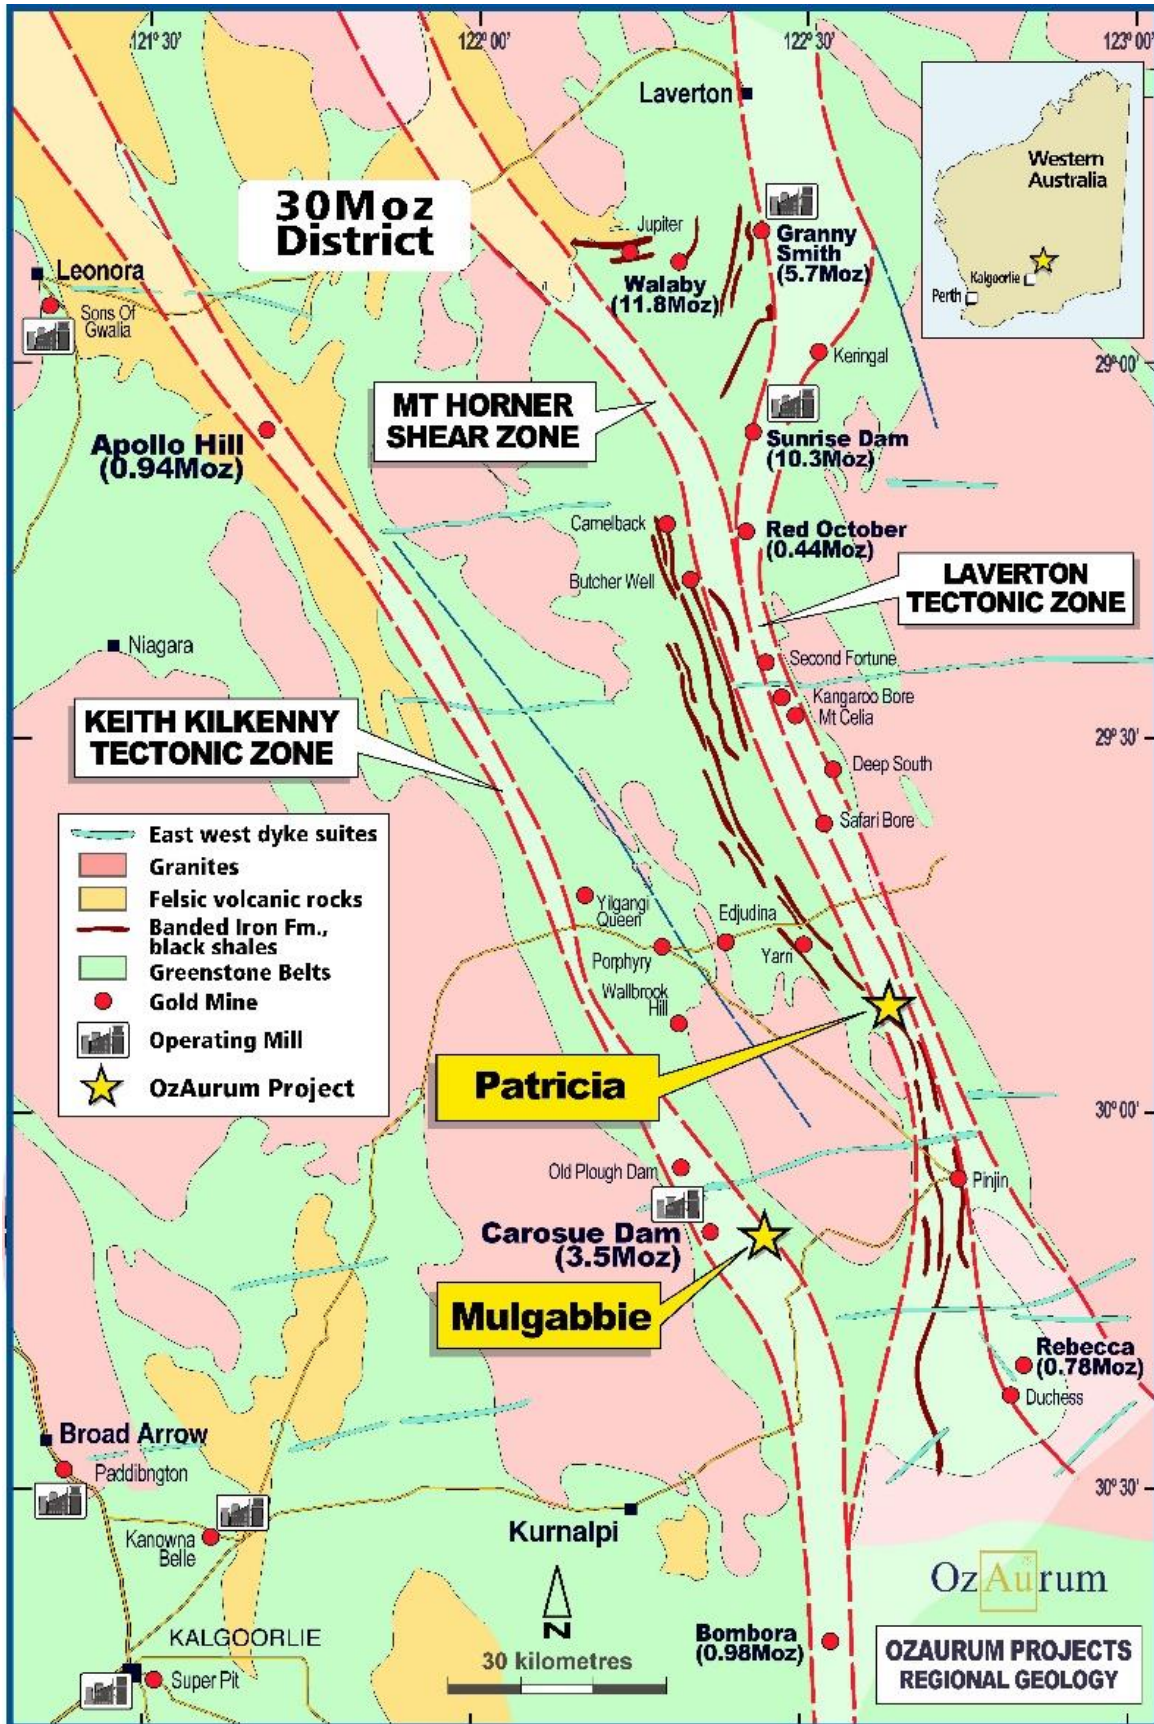 121° 30'
122° 00'
122° 30'
123° 00'
Laverton
Western
Australia
Kalgoorlie
Perth
30Moz
District
Jupiter
Granny
Smith
(5.7Moz)
Walaby
(11.8Moz)
Leonora
Sons Of
Gwalia
Keringal
29° 00'
MT HORNER
SHEAR ZONE
Apollo Hill
(0.94Moz)
Sunrise Dam
(10.3Moz)
Camelback
Red October
(0.44Moz)
Butcher Well
LAVERTON
TECTONIC ZONE
Niagara
Second Fortune
Kangaroo Bore
Mt Celia
KEITH KILKENNY
TECTONIC ZONE
29° 30'
Deep South
Safari Bore
East west dyke suites
Granites
Felsic volcanic rocks
Banded Iron Fm.,
black shales
Greenstone Belts
Gold Mine
Operating Mill
OzAurum Project
Yilgangi
Queen
Edjudina
Porphyry
Yarri
Wallbrook
Hill
Patricia
30° 00'
Old Plough Dam
Pinjin
Carosue Dam
(3.5Moz)
Mulgabbie
Rebecca
(0.78Moz)
Duchess
Broad Arrow
Paddibngton
30° 30'
Kanowna
Belle
Kurnalpi
N
30 kilometres
KALGOORLIE
Super Pit
Bombora
(0.98Moz)
OzAurum
OZAURUM PROJECTS
REGIONAL GEOLOGY